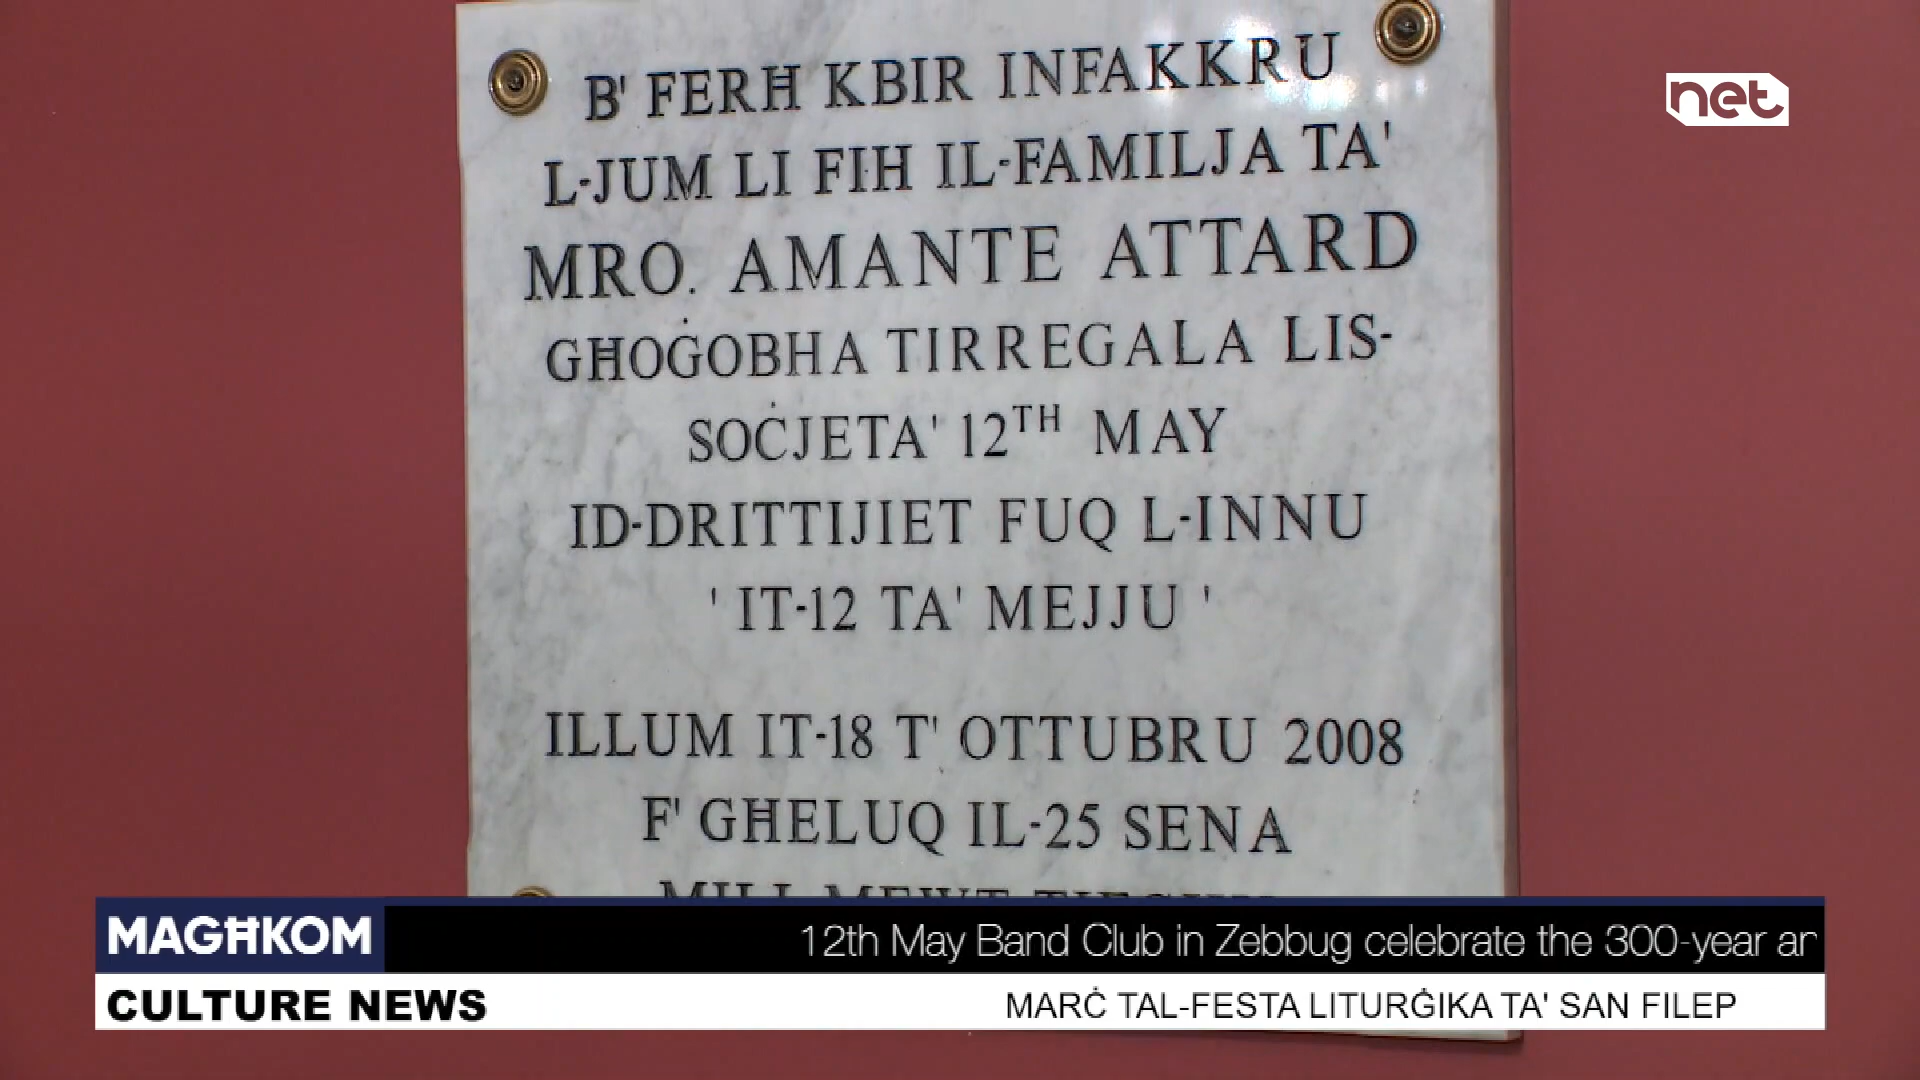 B' FERĦ KBIR INFAKKRU
net
L-JUM LI FIH IL-FAMILJA TA'
MRO. AMANTE ATTARD
GĦOĠOBHA TIRREGALA LIS-
SOĊJETA' 12TH MAY
ID-DRITTIJIET FUQ L-INNU
' IT-12 TA' MEJJU '
ILLUM IT-18 T' OTTUBRU 2008
F' GĦELUQ IL-25 SENA
MAGĦKOM
12th May Band Club in Zebbug celebrate the 300-year
CULTURE NEWS
MARĊ TAL-FESTA LITURĠIKA TA' SAN FILEP